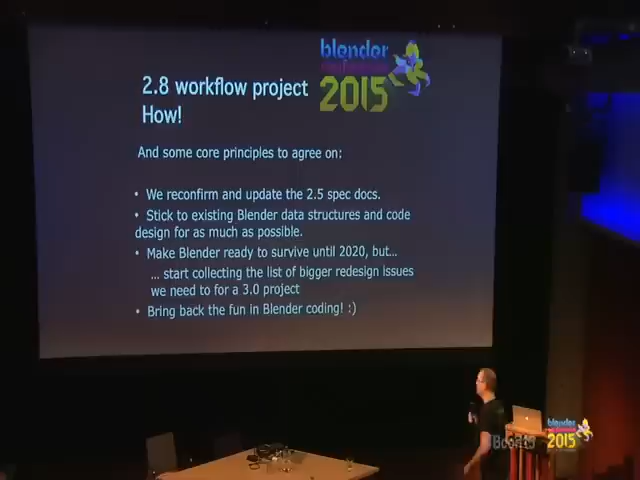 blender
conference
2015
2.8 workflow project
How!
And some core principles to agree on:
• We reconfirm and update the 2.5 spec docs.
• Stick to existing Blender data structures and code
design for as much as possible.
• Make Blender ready to survive until 2020, but...
... start collecting the list of bigger redesign issues
we need to for a 3.0 project
• Bring back the fun in Blender coding! :)
blender
2015